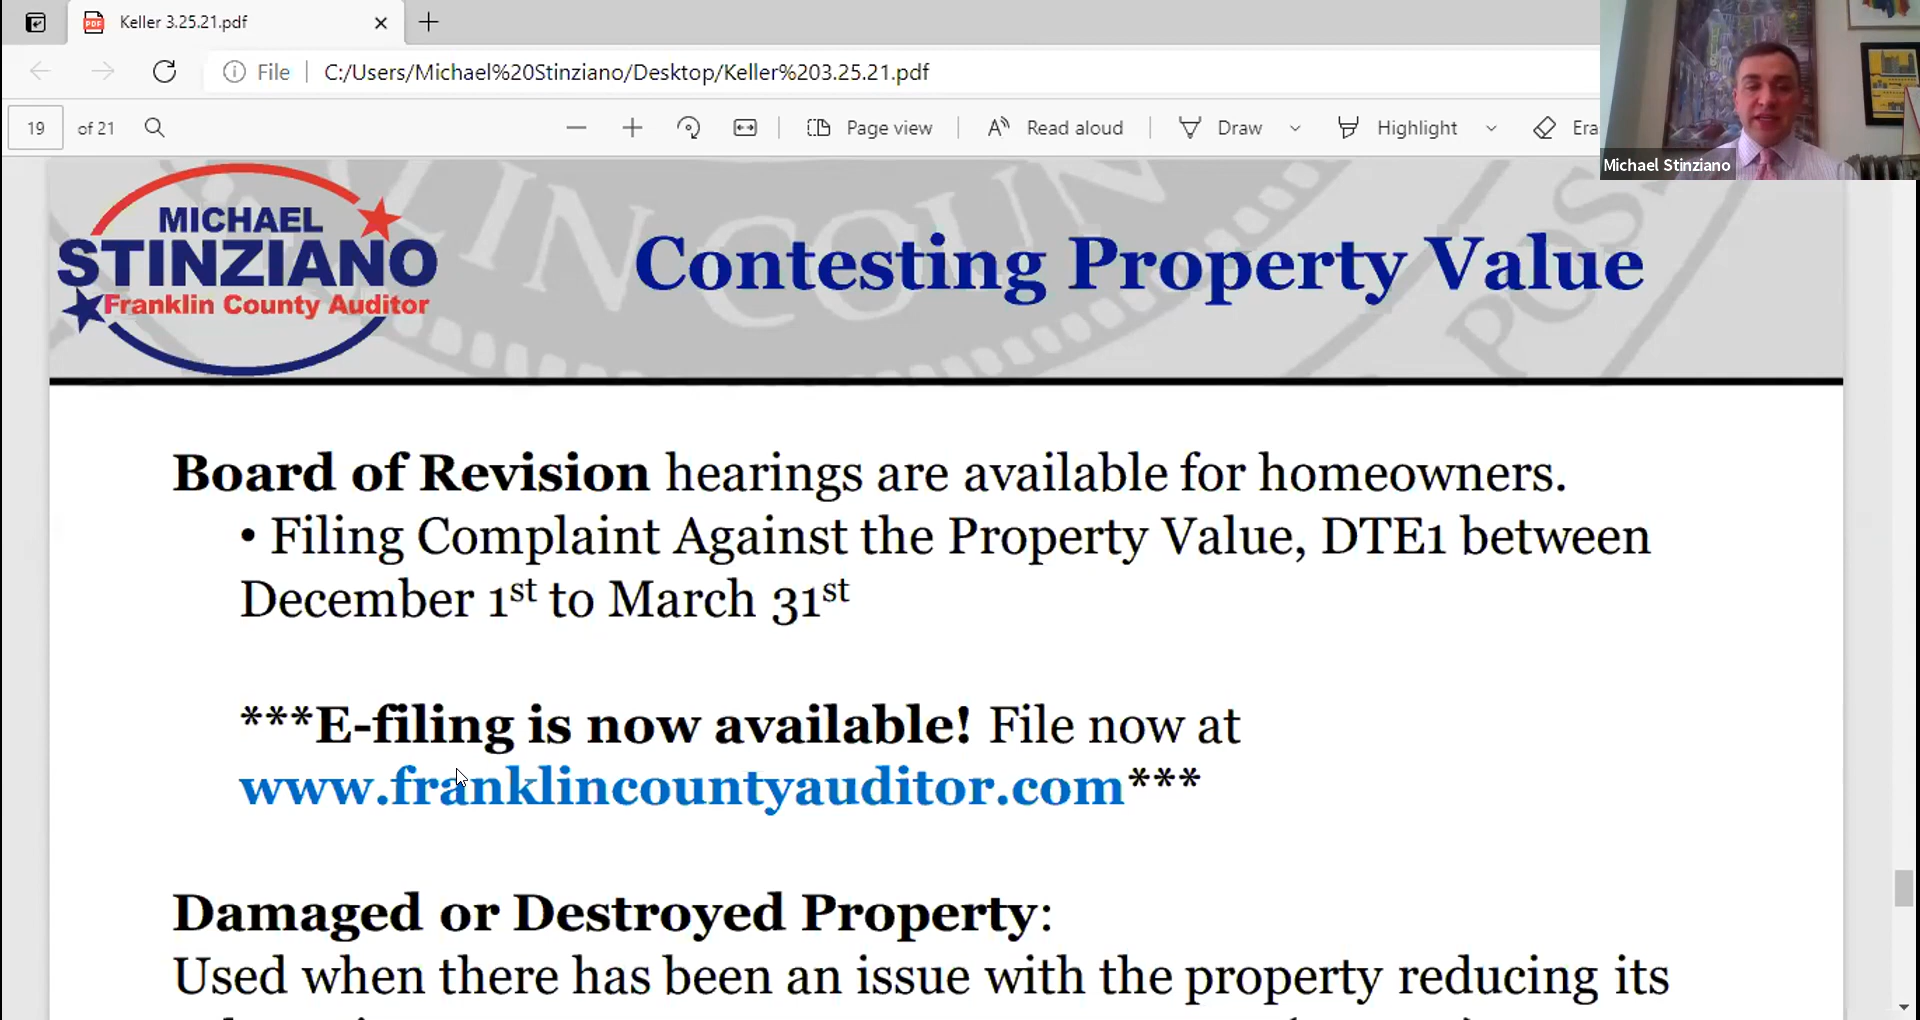 Keller 3.25.21.pdf
File C:/Users/Michael%20Stinziano/Desktop/Keller%203.25.21.pdf
19 of 21 Page view Read aloud Draw Highlight
Michael Stinziano
MICHAEL
STINZIANO
Franklin County Auditor
Contesting Property Value
Board of Revision hearings are available for homeowners.
• Filing Complaint Against the Property Value, DTE1 between
December 1st to March 31st
***E-filing is now available! File now at
www.franklincountyauditor.com***
Damaged or Destroyed Property:
Used when there has been an issue with the property reducing its